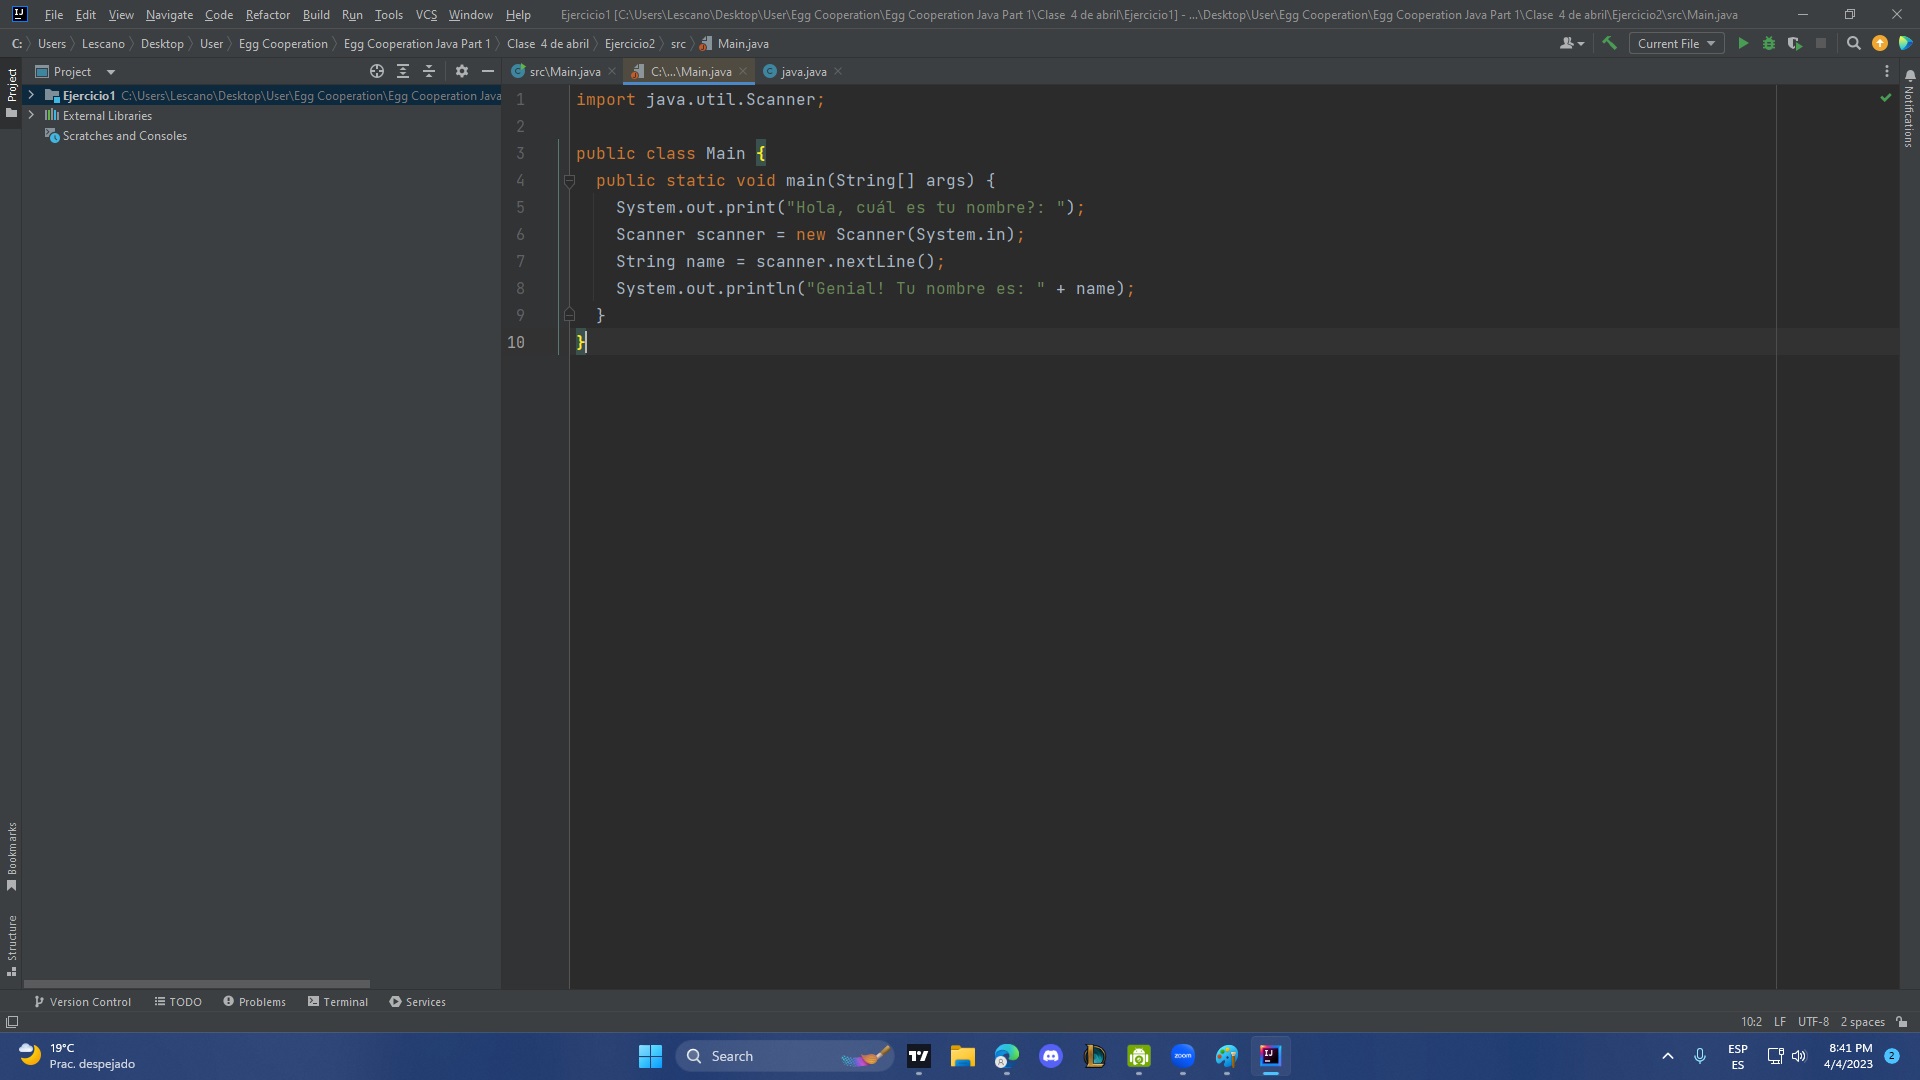 File Edit View Navigate Code Refactor Build Run Tools VCS Window Help Ejercicio1 [C:\Users\Lescano\Desktop\User\Egg Cooperation\Egg Cooperation Java Part 1\Clase  4 de abril\Ejercicio1] - ...\Desktop\User\Egg Cooperation\Egg Cooperation Java Part 1\Clase  4 de abril\Ejercicio2\src\Main.java
C: Users Lescano Desktop User Egg Cooperation Egg Cooperation Java Part 1 Clase  4 de abril Ejercicio2 src Main.java Current File
Project src\Main.java C:\...\Main.java java.java
Project
Ejercicio1 C:\Users\Lescano\Desktop\User\Egg Cooperation\Egg Cooperation Java
External Libraries
Scratches and Consoles
1 import java.util.Scanner;
2
3 public class Main {
4 public static void main(String[] args) {
5 System.out.print("Hola, cuál es tu nombre?: ");
6 Scanner scanner = new Scanner(System.in);
7 String name = scanner.nextLine();
8 System.out.println("Genial! Tu nombre es: " + name);
9 }
10 }
Notifications
Bookmarks
Structure
Version Control TODO Problems Terminal Services
10:2 LF UTF-8 2 spaces
19°C
Prac. despejado
Search
zoom
ESP
ES
8:41 PM
4/4/2023
2